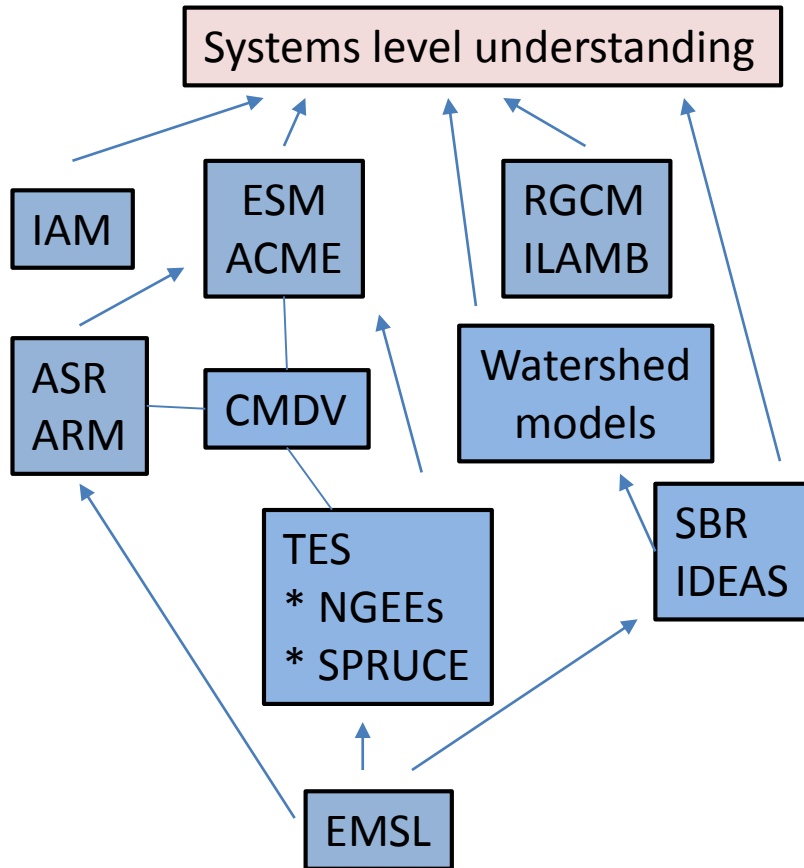 Systems level understanding
IAM
ESM
ACME
RGCM
ILAMB
ASR
ARM
CMDV
Watershed
models
TES
* NGEEs
* SPRUCE
SBR
IDEAS
EMSL